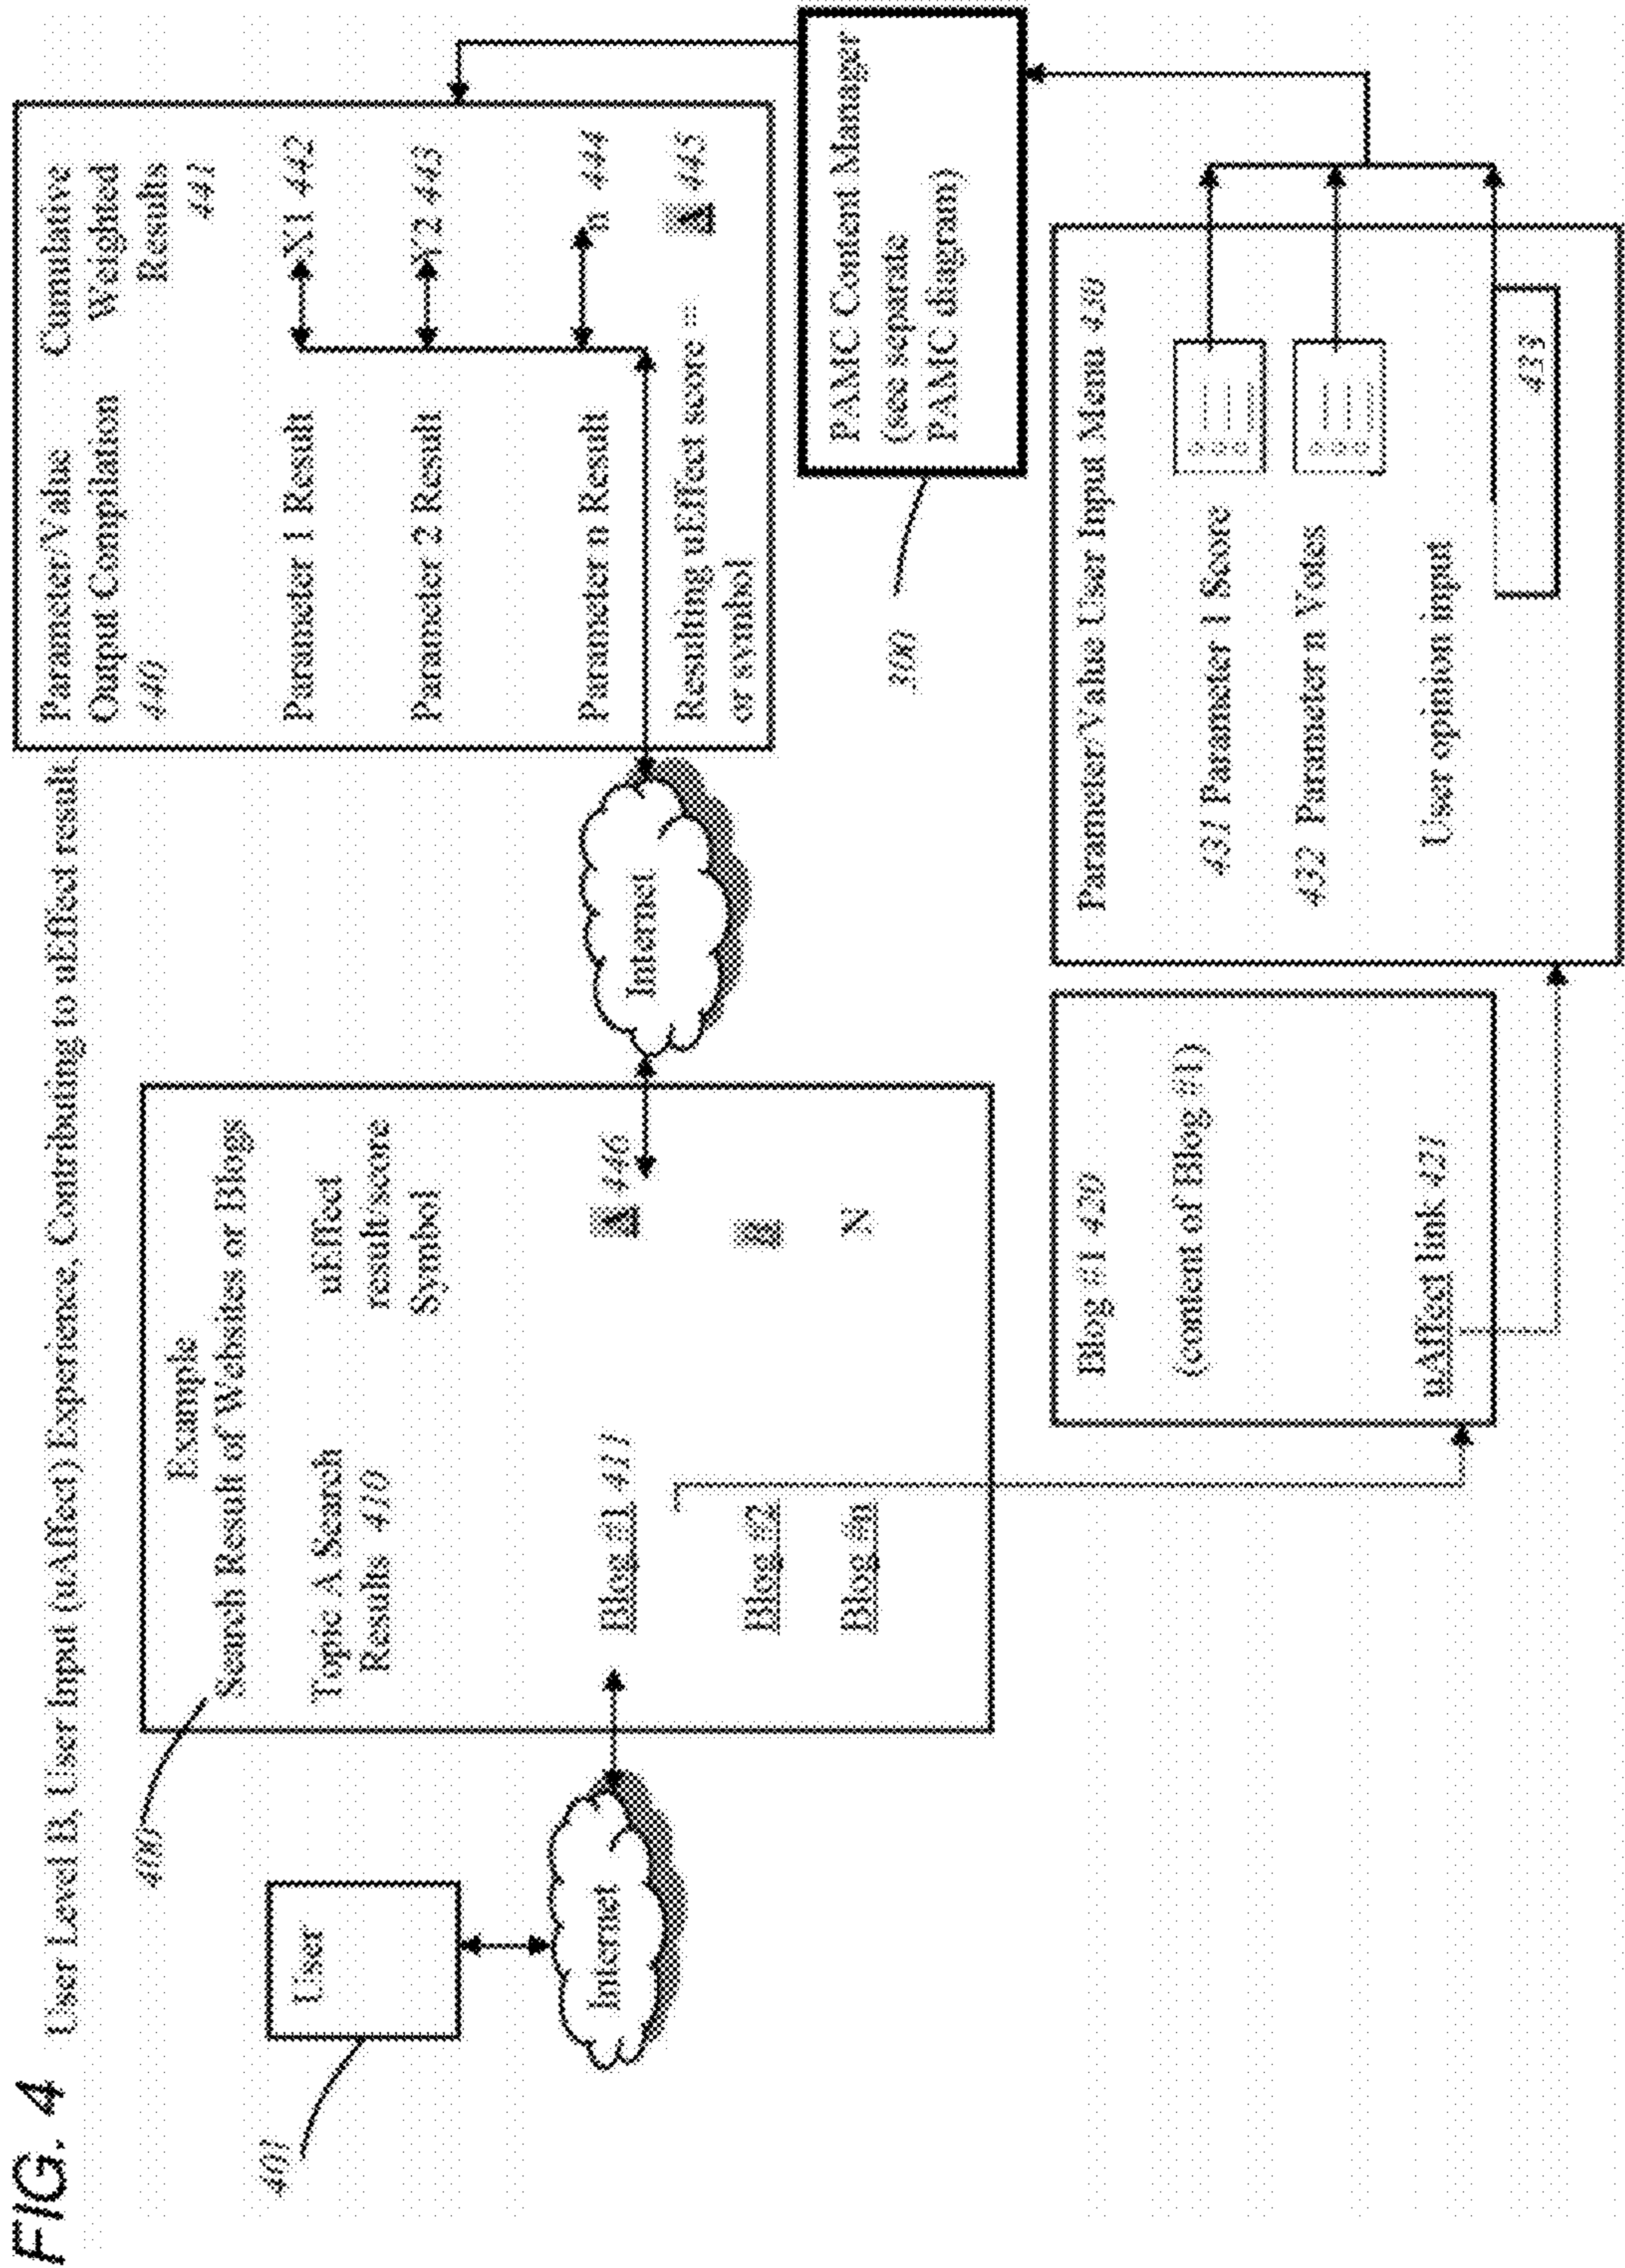 FIG. 4
User Level B, User Input (uAffect) Experience, Contributing to uEffect result.
401
User
Internet
400
Example
Search Result of Websites or Blogs
Topic A Search
Results 410
uEffect
result/score
Symbol
Blog #1 411
A 446
Blog #2
Blog #n
N
Internet
Parameter/Value
Output Compilation
440
Cumulative
Weighted
Results
441
Parameter 1 Result
X1 442
Parameter 2 Result
Y2 443
Parameter n Result
n 444
Resulting uEffect score =
or symbol
A 445
300
PAMC Content Manager
(see separate
PAMC diagram)
Blog #1 420
(content of Blog #1)
uAffect link 421
Parameter/Value User Input Menu 430
431 Parameter 1 Score
432 Parameter n Votes
User opinion input
433